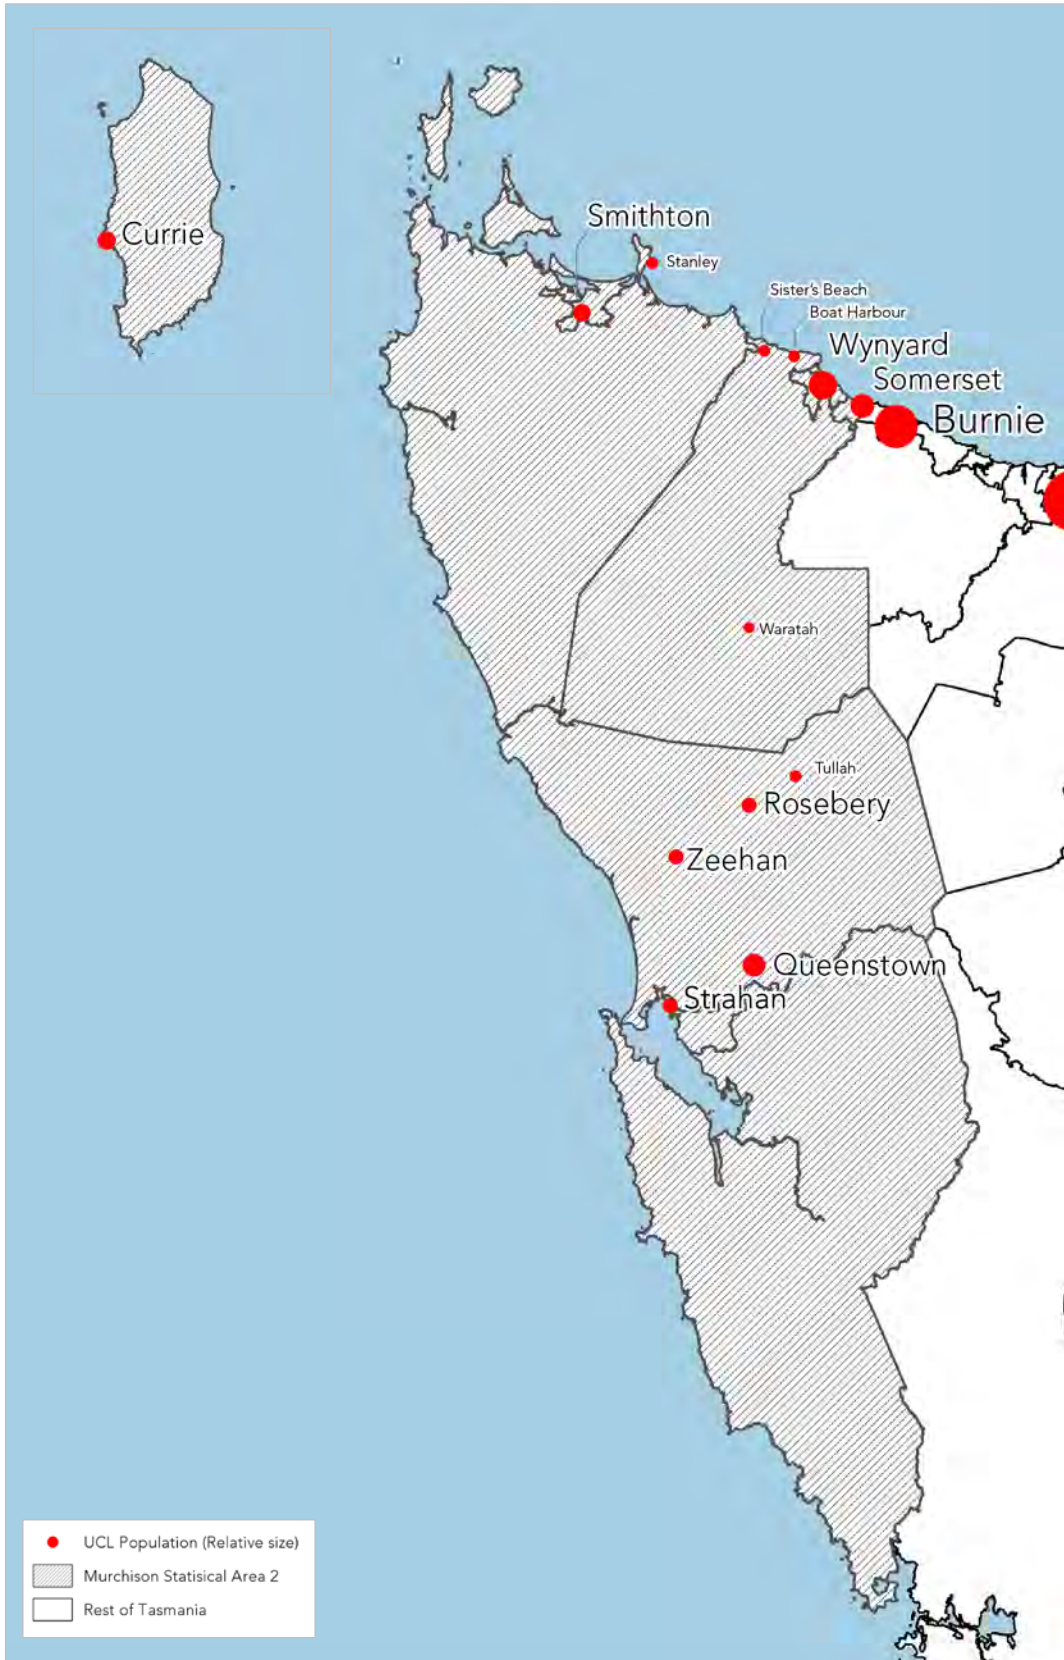 Currie
Smithton
Stanley
Sister's Beach
Boat Harbour
Wynyard
Somerset
Burnie
Waratah
Tullah
Rosebery
Zeehan
Queenstown
Strahan
UCL Population (Relative size)
Murchison Statisical Area 2
Rest of Tasmania